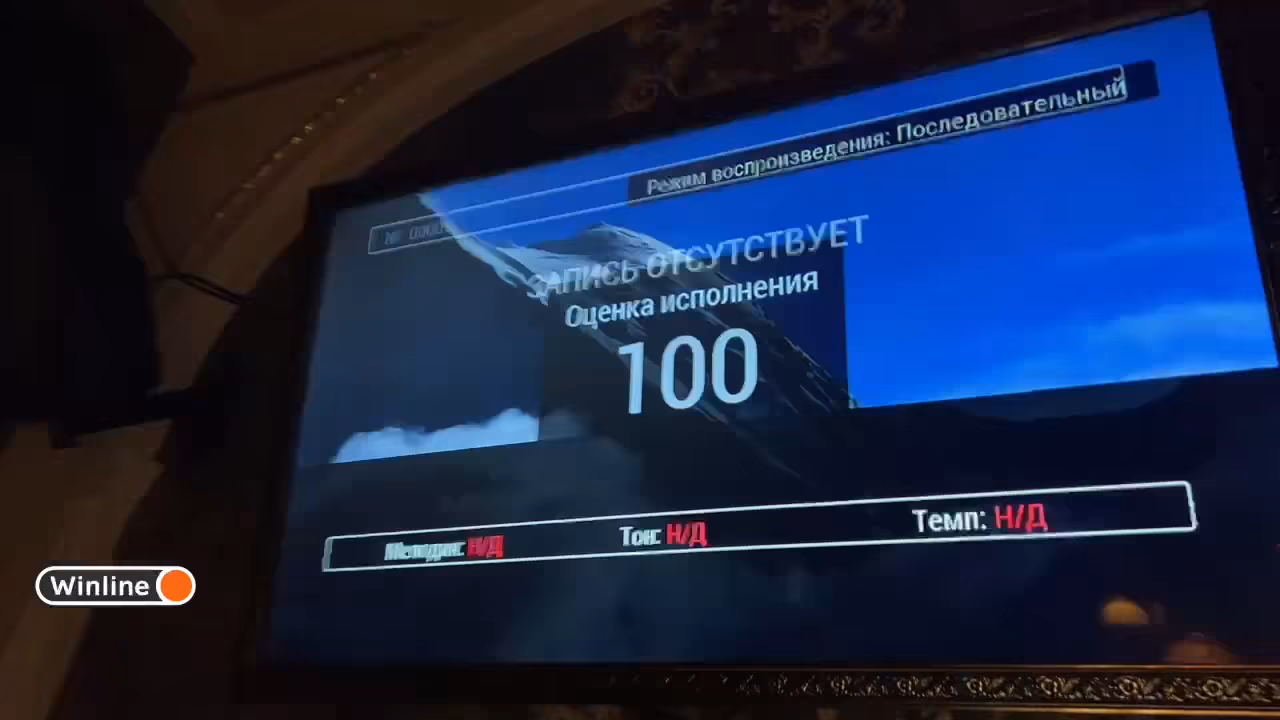 Режим воспроизведения: Последовательный
ЗАПИСЬ ОТСУТСТВУЕТ
Оценка исполнения
100
Мелодия: Н/Д
Тон: Н/Д
Темп: Н/Д
Winline